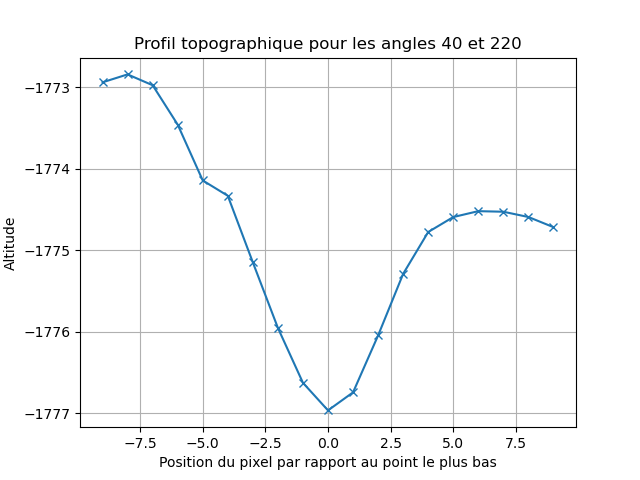 Profil topographique pour les angles 40 et 220
−1773
−1774
−1775
−1776
−1777
Altitude
−7.5 −5.0 −2.5 0.0 2.5 5.0 7.5
Position du pixel par rapport au point le plus bas